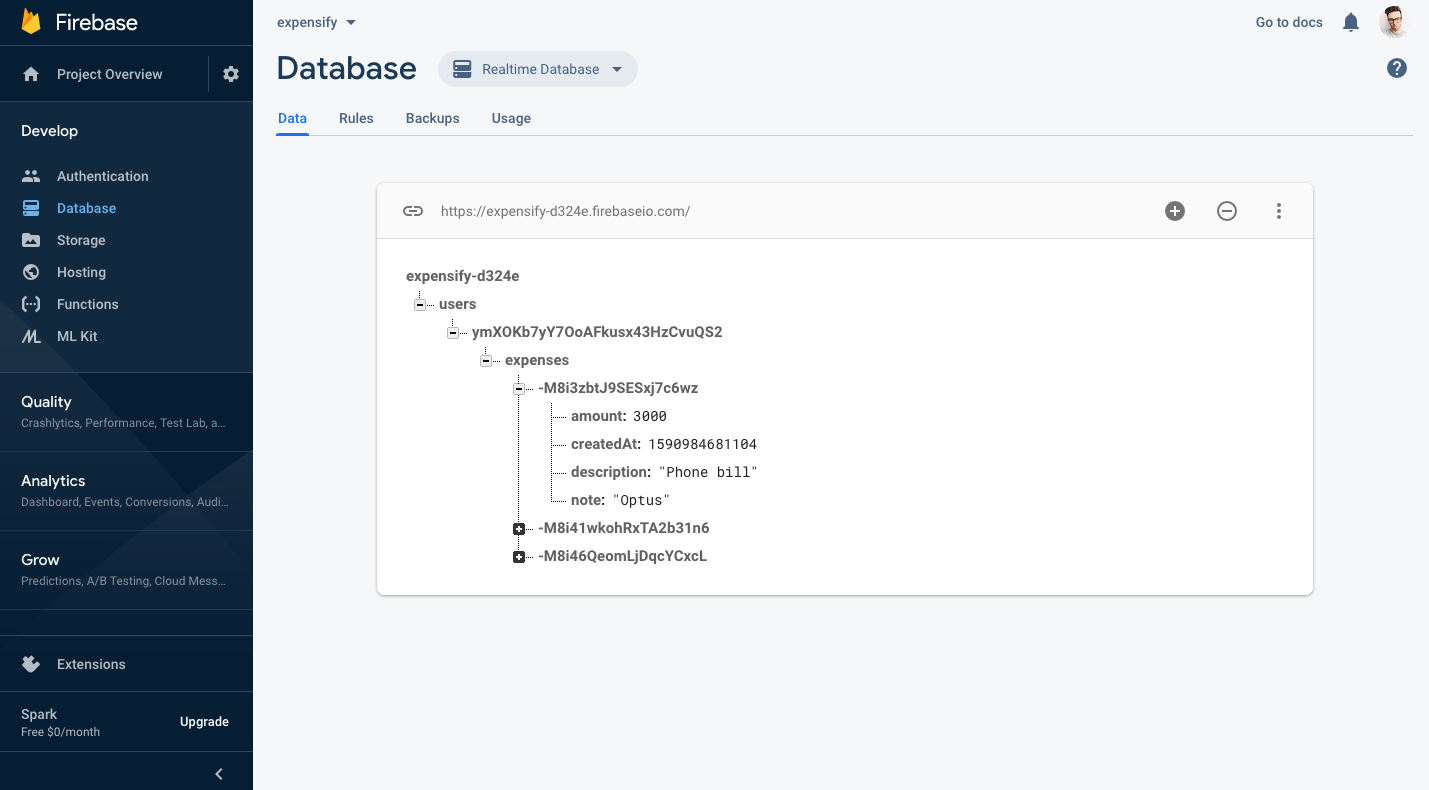 Firebase
Project Overview
Develop
Authentication
Database
Storage
Hosting
Functions
ML Kit
Quality
Crashlytics, Performance, Test Lab, a...
Analytics
Dashboard, Events, Conversions, Audi...
Grow
Predictions, A/B Testing, Cloud Mess...
Extensions
Spark
Free $0/month
Upgrade
expensify
Go to docs
Database
Realtime Database
Data
Rules
Backups
Usage
https://expensify-d324e.firebaseio.com/
expensify-d324e
users
ymXOKb7yY7OoAFkusx43HzCvuQS2
expenses
-M8i3zbtJ9SESxj7c6wz
amount: 3000
createdAt: 1590984681104
description: "Phone bill"
note: "Optus"
-M8i41wkohRxTA2b31n6
-M8i46QeomLjDqcYCxcL